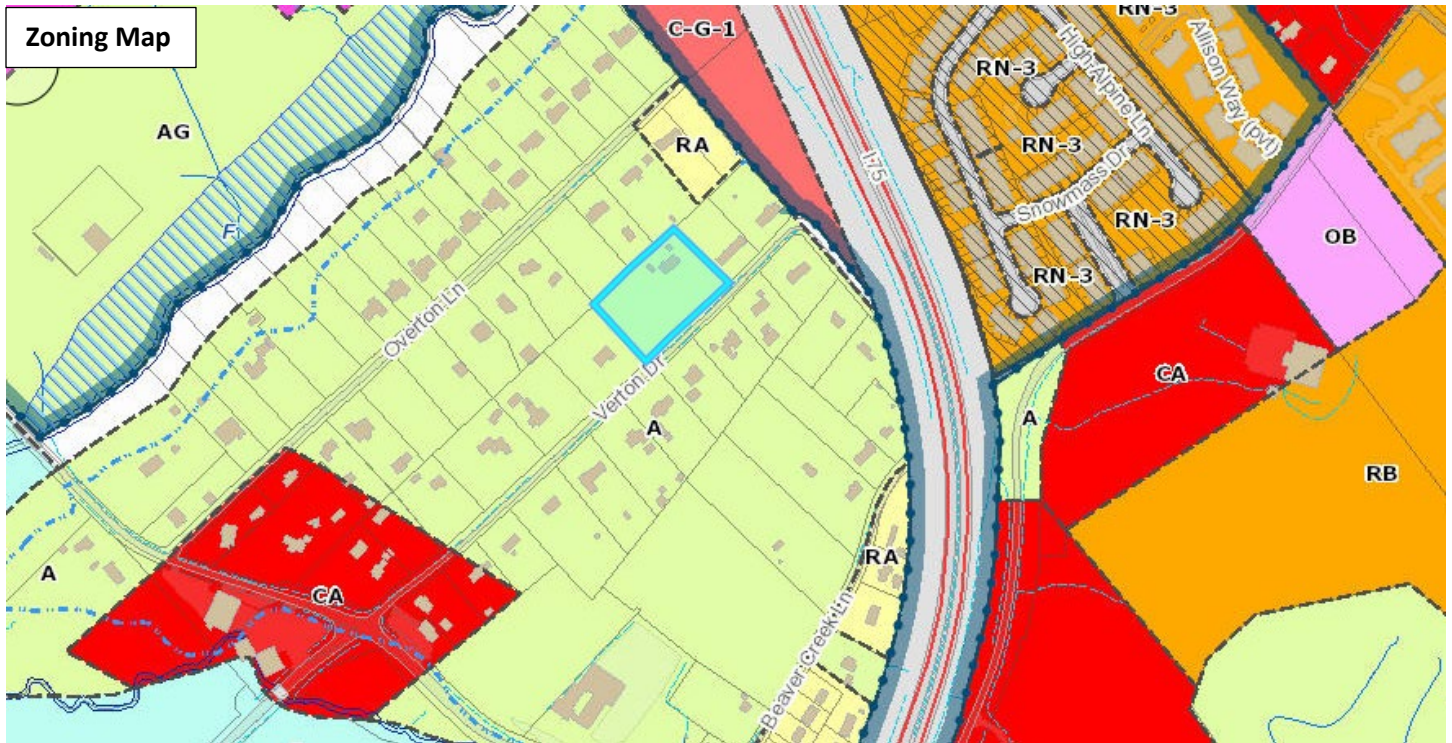 Zoning Map
C-G-1
RN-3
RN-3
High Alpine Ln
Allison Way (pvt)
AG
RA
I 75
RN-3
Snowmass Dr
RN-3
F
OB
RN-3
Overton Ln
CA
Verton Dr
A
A
RB
RA
A
CA
Beaver Creek Ln